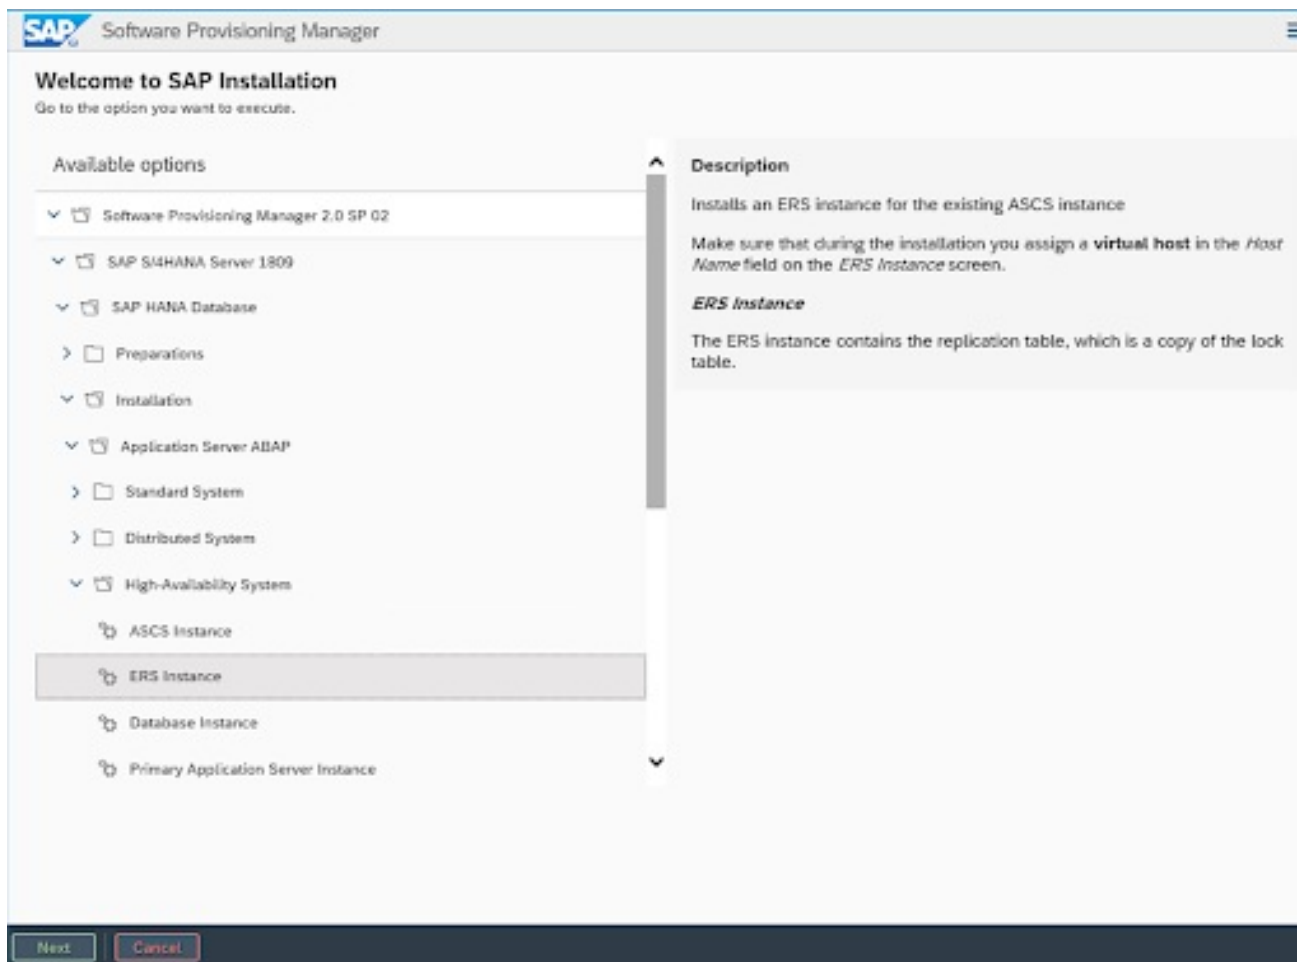 SAP Software Provisioning Manager
Welcome to SAP Installation
Go to the option you want to execute.
Available options
Software Provisioning Manager 2.0 SP 02
SAP S/4HANA Server 1809
SAP HANA Database
Preparations
Installation
Application Server ABAP
Standard System
Distributed System
High-Availability System
ASCS Instance
ERS Instance
Database Instance
Primary Application Server Instance
Description
Installs an ERS instance for the existing ASCS instance
Make sure that during the installation you assign a virtual host in the Host
Name field on the ERS Instance screen.
ERS Instance
The ERS instance contains the replication table, which is a copy of the lock
table.
Next
Cancel